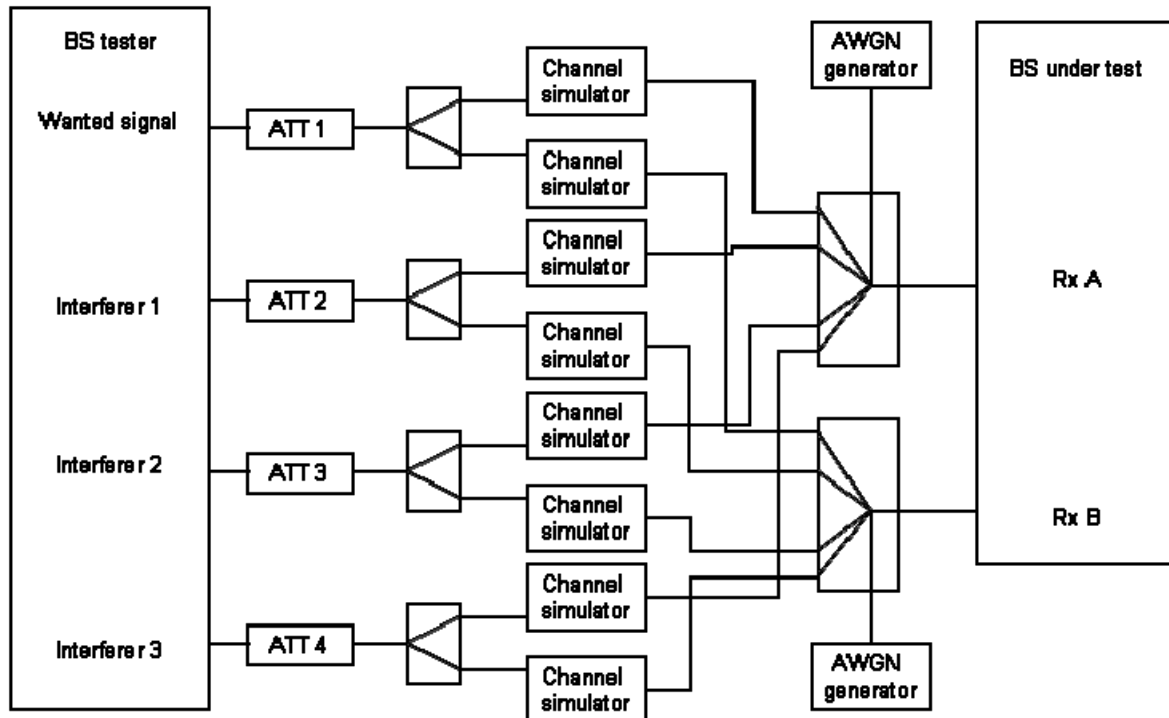 BS tester
Wanted signal
Interferer 1
Interferer 2
Interferer 3
ATT 1
ATT 2
ATT 3
ATT 4
Channel
simulator
Channel
simulator
Channel
simulator
Channel
simulator
Channel
simulator
Channel
simulator
Channel
simulator
Channel
simulator
AWGN
generator
AWGN
generator
BS under test
Rx A
Rx B